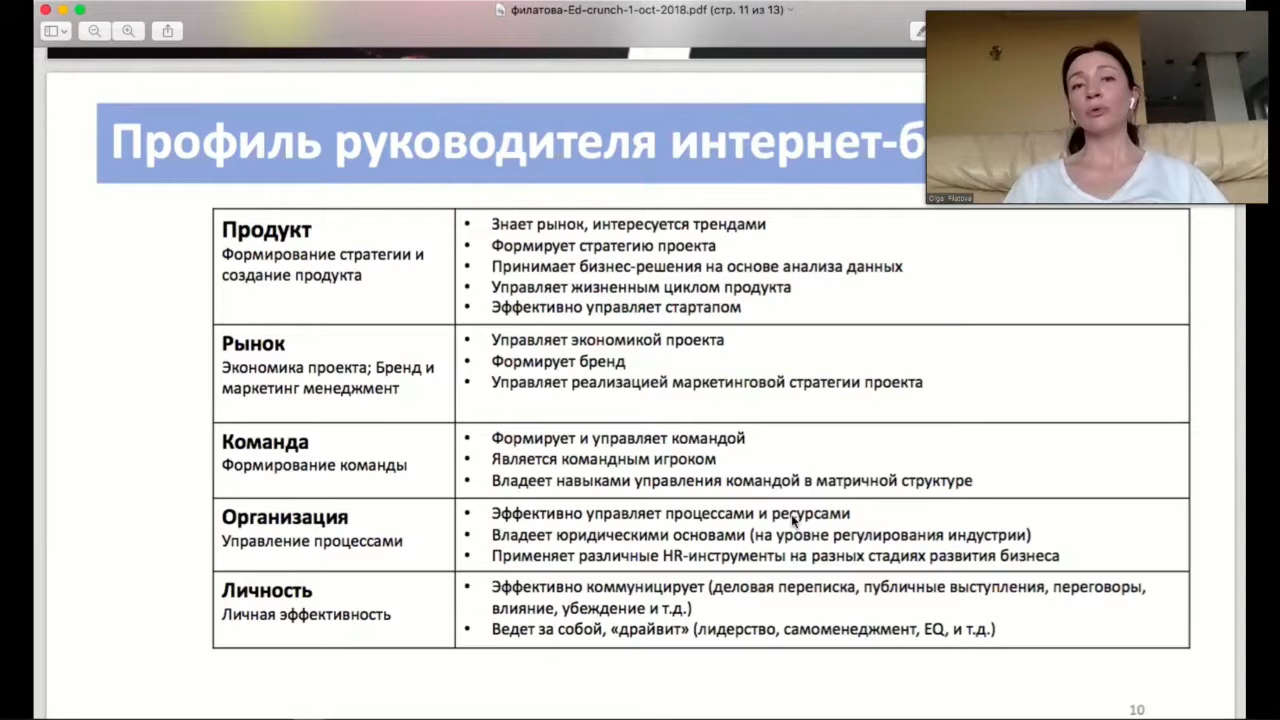 филатова-Ed-crunch-1-oct-2018.pdf (стр. 11 из 13)
Olga Filatova
Профиль руководителя интернет-б
Продукт
Формирование стратегии и
создание продукта
• Знает рынок, интересуется трендами
• Формирует стратегию проекта
• Принимает бизнес-решения на основе анализа данных
• Управляет жизненным циклом продукта
• Эффективно управляет стартапом
Рынок
Экономика проекта; Бренд и
маркетинг менеджмент
• Управляет экономикой проекта
• Формирует бренд
• Управляет реализацией маркетинговой стратегии проекта
Команда
Формирование команды
• Формирует и управляет командой
• Является командным игроком
• Владеет навыками управления командой в матричной структуре
Организация
Управление процессами
• Эффективно управляет процессами и ресурсами
• Владеет юридическими основами (на уровне регулирования индустрии)
• Применяет различные HR-инструменты на разных стадиях развития бизнеса
Личность
Личная эффективность
• Эффективно коммуницирует (деловая переписка, публичные выступления, переговоры,
влияние, убеждение и т.д.)
• Ведет за собой, «драйвит» (лидерство, самоменеджмент, EQ, и т.д.)
10